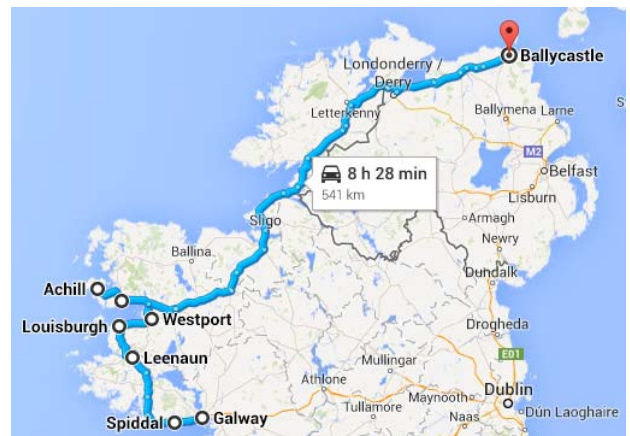 Ballycastle
Londonderry /
Derry
Letterkenny
Ballymena
Larne
M2
8 h 28 min
541 km
Belfast
Lisburn
Sligo
Armagh
Newry
Ballina
Dundalk
Achill
Westport
Louisburgh
Drogheda
Leenaun
E01
Mullingar
Athlone
Maynooth
Dublin
Spiddal
Galway
Tullamore
Naas
Dún Laoghaire